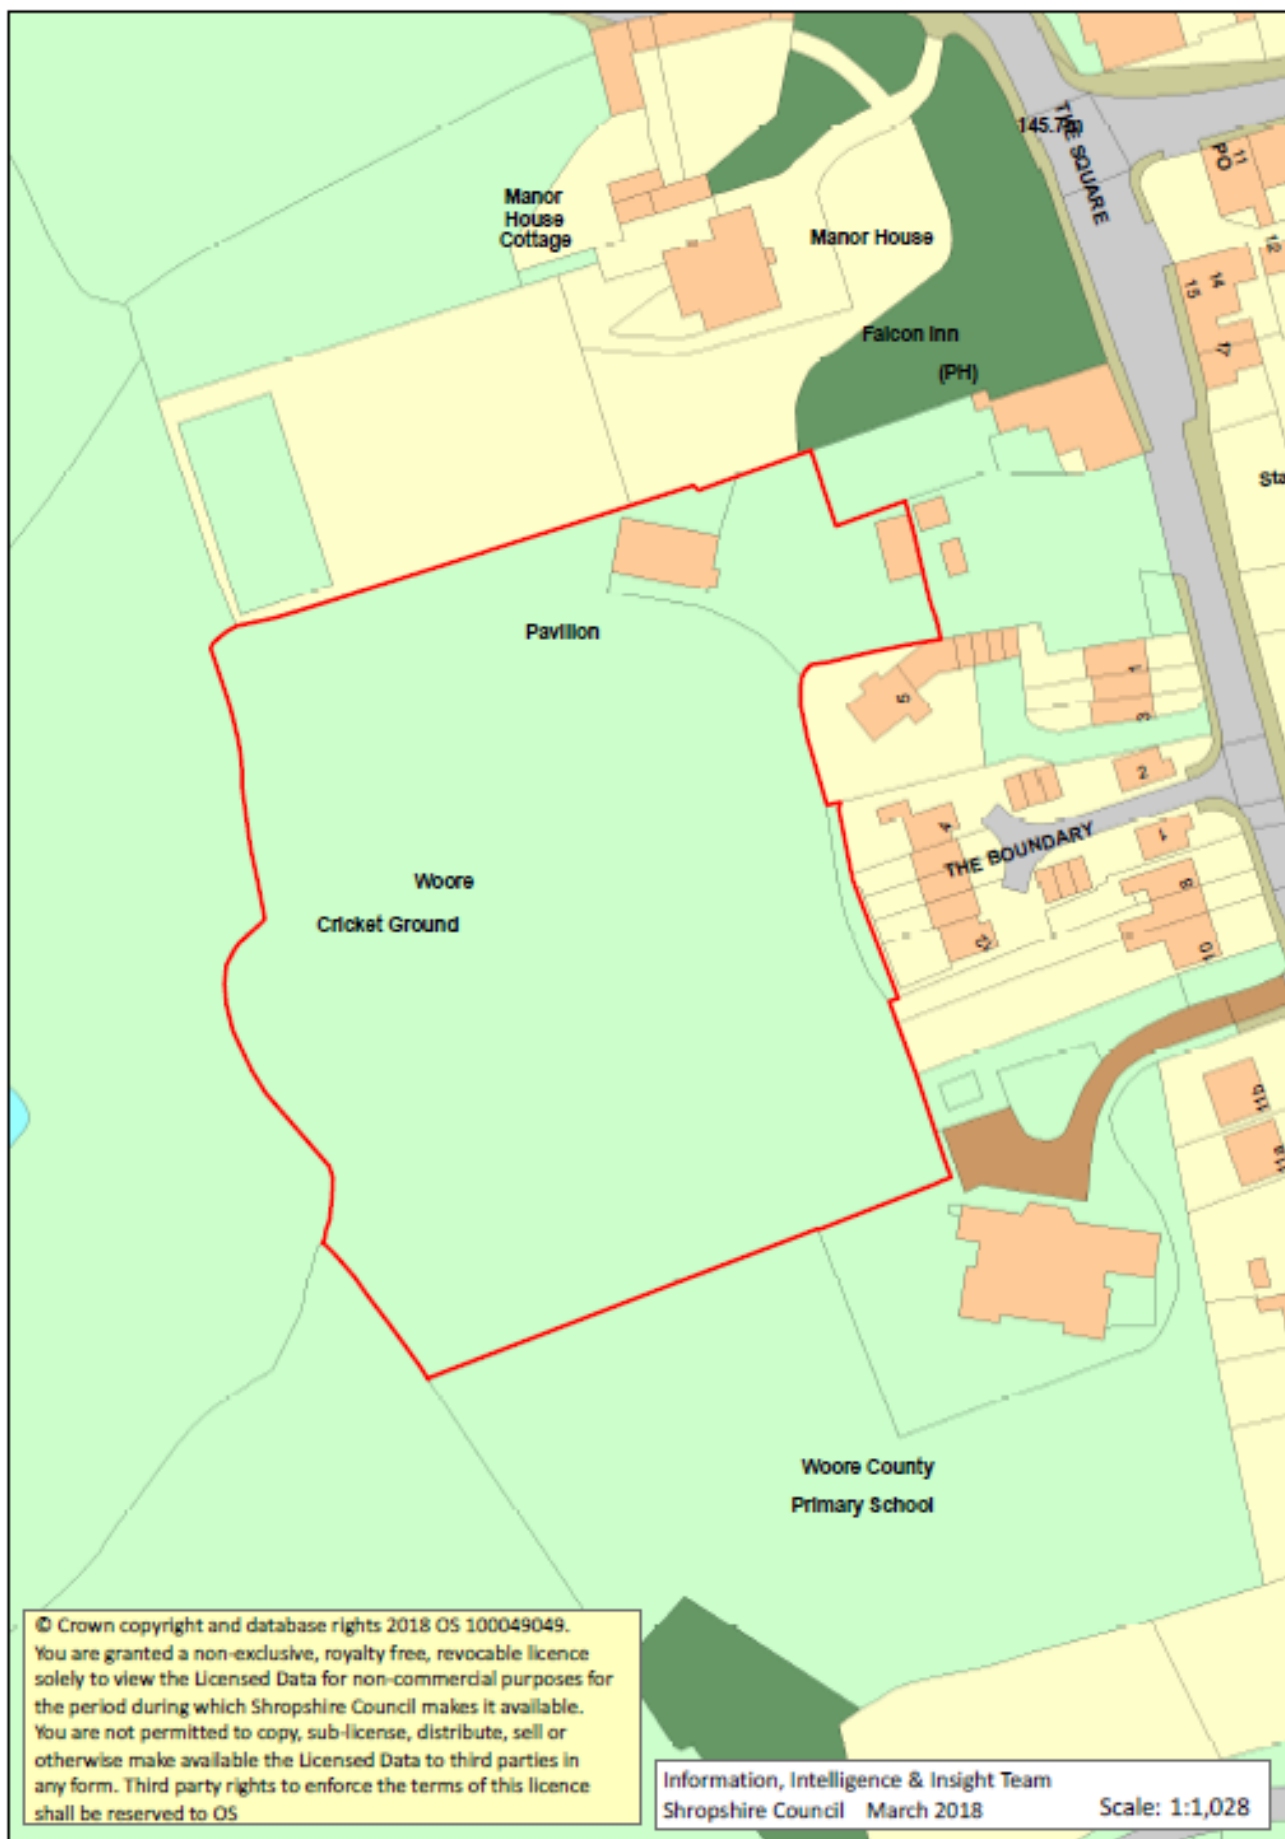 145.7
THE SQUARE
PO
11
12
Manor
House
Cottage
Manor House
14
15
17
Falcon Inn
(PH)
Sta
Pavilion
1
5
3
2
4
THE BOUNDARY
1
Woore
8
Cricket Ground
12
10
11b
11a
Woore County
Primary School
© Crown copyright and database rights 2018 OS 100049049.
You are granted a non-exclusive, royalty free, revocable licence
solely to view the Licensed Data for non-commercial purposes for
the period during which Shropshire Council makes it available.
You are not permitted to copy, sub-license, distribute, sell or
otherwise make available the Licensed Data to third parties in
any form. Third party rights to enforce the terms of this licence
shall be reserved to OS
Information, Intelligence & Insight Team
Shropshire Council March 2018 Scale: 1:1,028